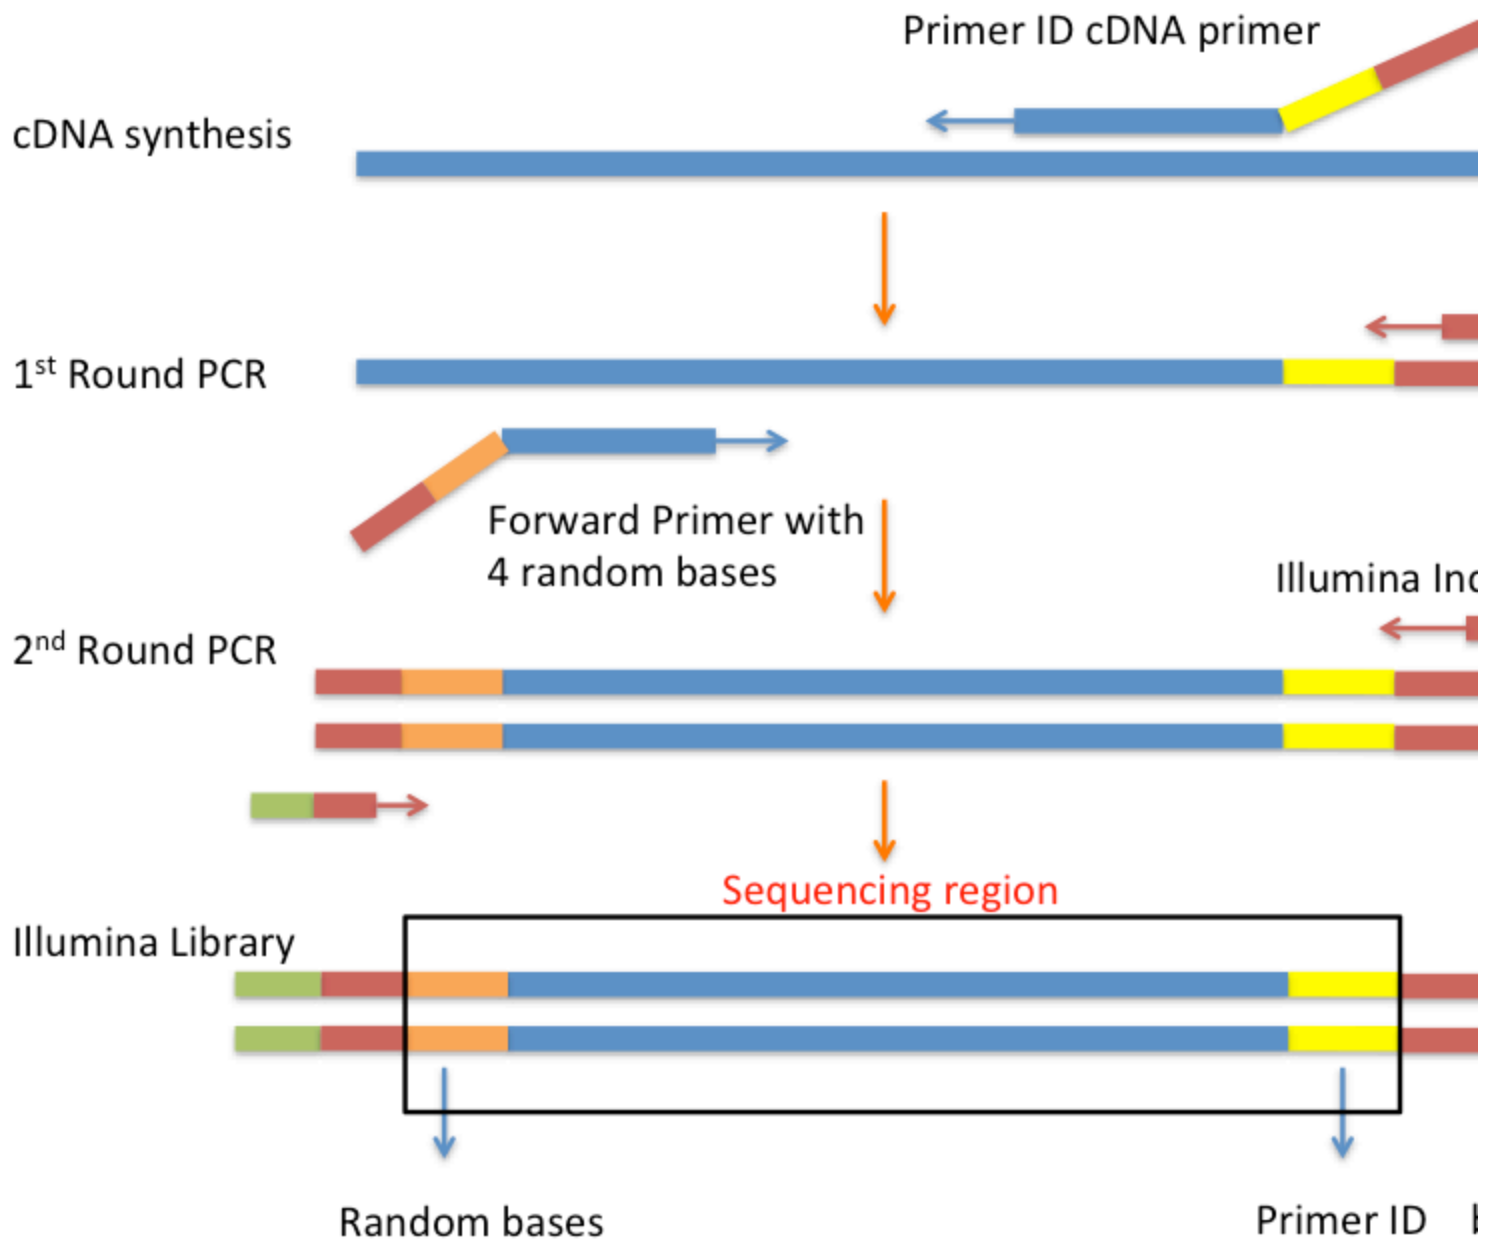 Primer ID cDNA primer
cDNA synthesis
1st Round PCR
Forward Primer with
4 random bases
Illumina
2nd Round PCR
Sequencing region
Illumina Library
Random bases
Primer ID